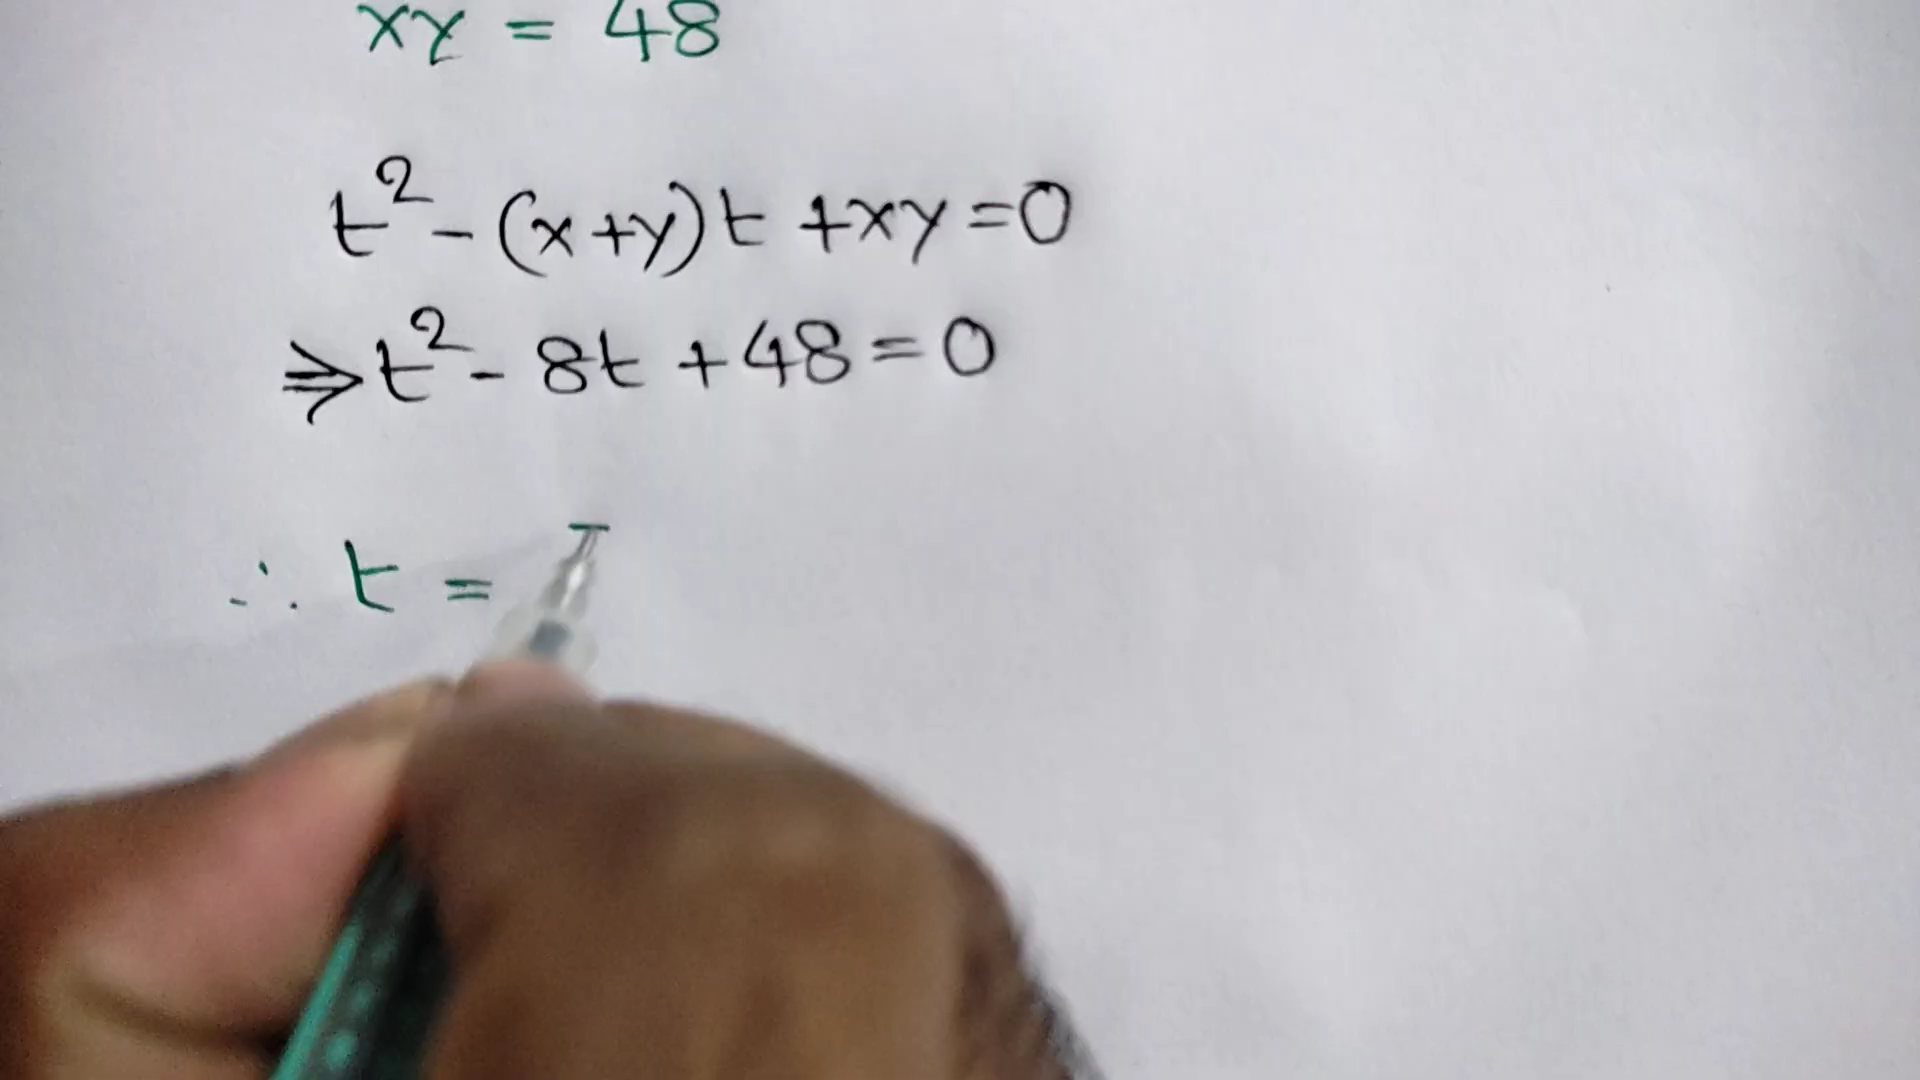 xy = 48
t² - (x+y)t +xy=0
⇒t² - 8t +48=0
∴ t = -